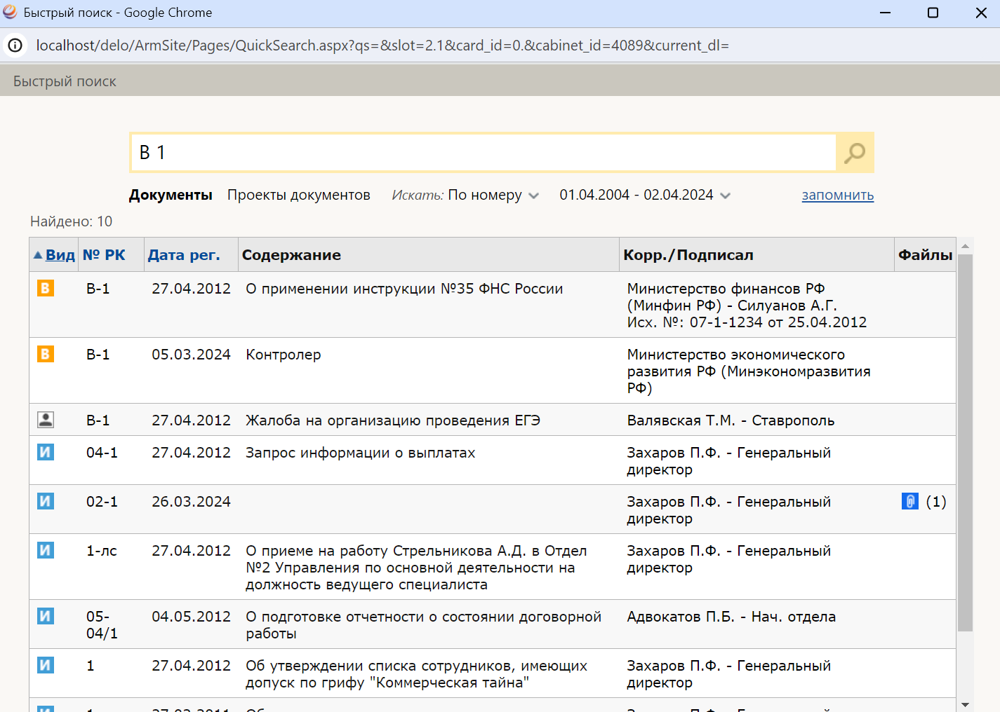 Быстрый поиск - Google Chrome
localhost/delo/ArmSite/Pages/QuickSearch.aspx?qs=&slot=2.1&card_id=0.&cabinet_id=4089&current_dl=
Быстрый поиск
В 1
Документы Проекты документов Искать: По номеру 01.04.2004 - 02.04.2024 запомнить
Найдено: 10
Вид № РК Дата рег. Содержание Корр./Подписал Файлы
В В-1 27.04.2012 О применении инструкции №35 ФНС России Министерство финансов РФ
(Минфин РФ) - Силуанов А.Г.
Исх. №: 07-1-1234 от 25.04.2012
В В-1 05.03.2024 Контролер Министерство экономического
развития РФ (Минэкономразвития
РФ)
В-1 27.04.2012 Жалоба на организацию проведения ЕГЭ Валявская Т.М. - Ставрополь
И 04-1 27.04.2012 Запрос информации о выплатах Захаров П.Ф. - Генеральный
директор
И 02-1 26.03.2024 Захаров П.Ф. - Генеральный (1)
директор
И 1-лс 27.04.2012 О приеме на работу Стрельникова А.Д. в Отдел Захаров П.Ф. - Генеральный
№2 Управления по основной деятельности на директор
должность ведущего специалиста
И 05- 04.05.2012 О подготовке отчетности о состоянии договорной Адвокатов П.Б. - Нач. отдела
04/1 работы
И 1 27.04.2012 Об утверждении списка сотрудников, имеющих Захаров П.Ф. - Генеральный
допуск по грифу "Коммерческая тайна" директор